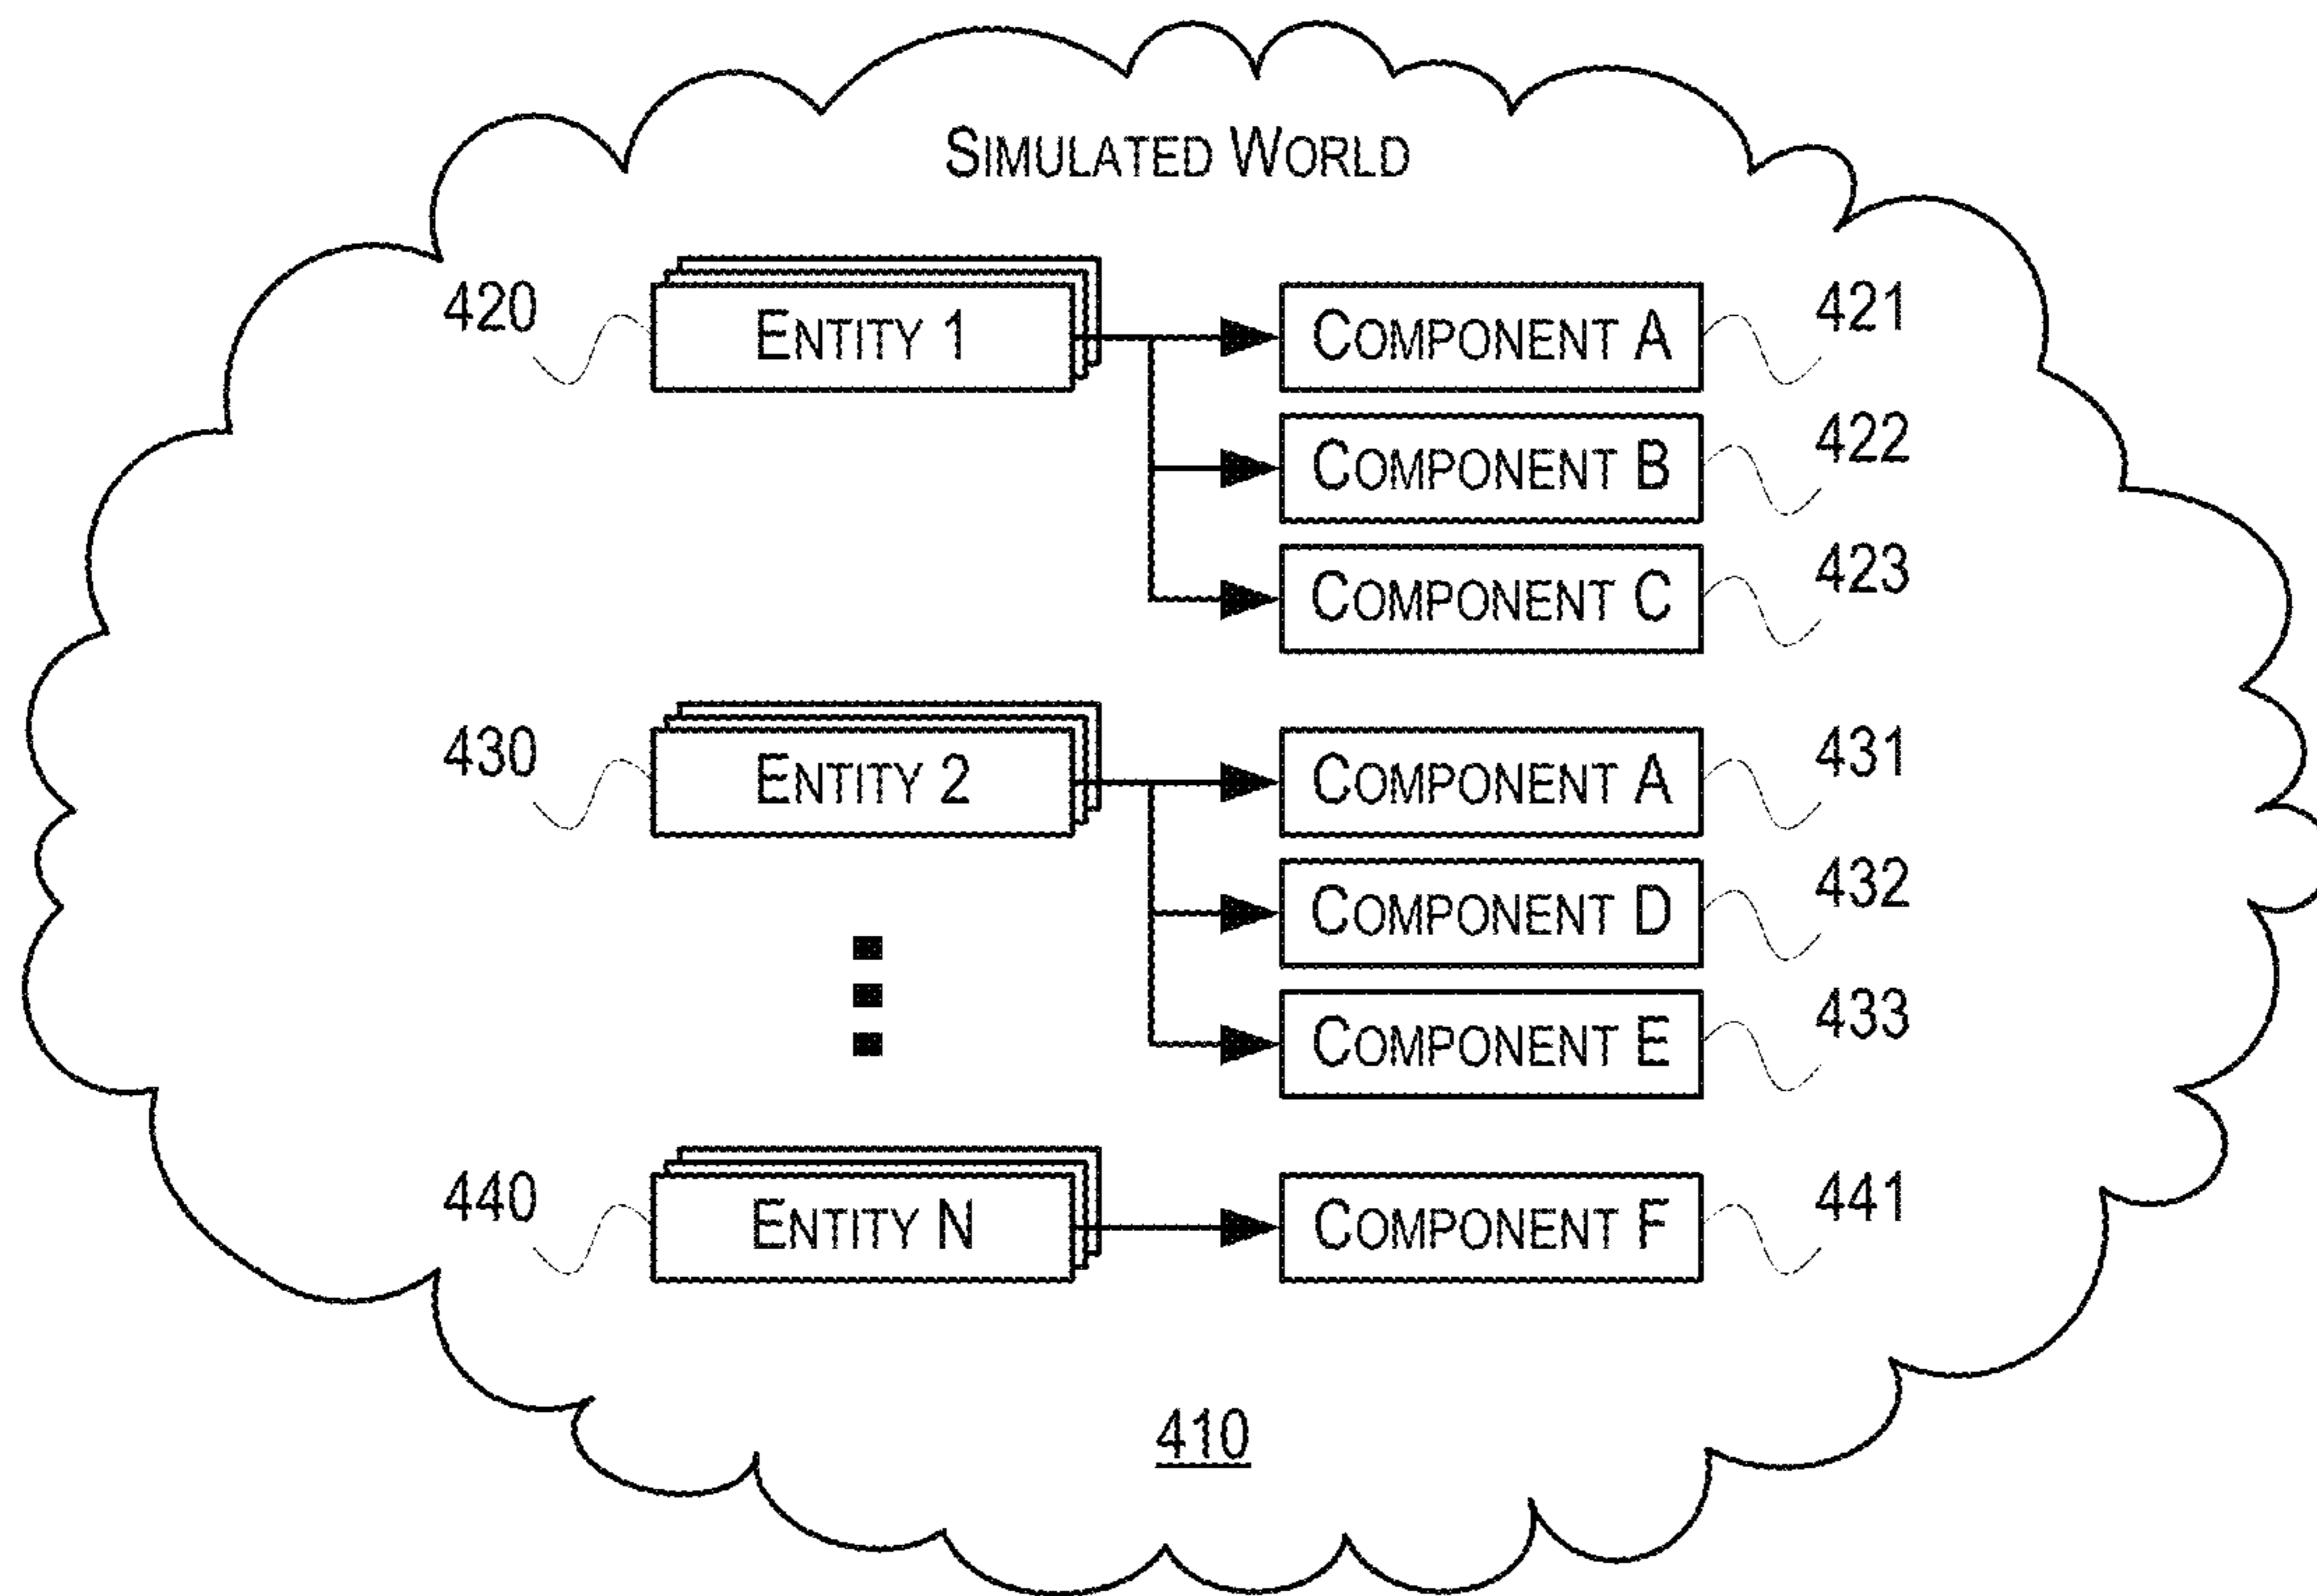 SIMULATED WORLD
420 ENTITY 1 COMPONENT A 421
COMPONENT B 422
COMPONENT C 423
430 ENTITY 2 COMPONENT A 431
COMPONENT D 432
COMPONENT E 433
440 ENTITY N COMPONENT F 441
410